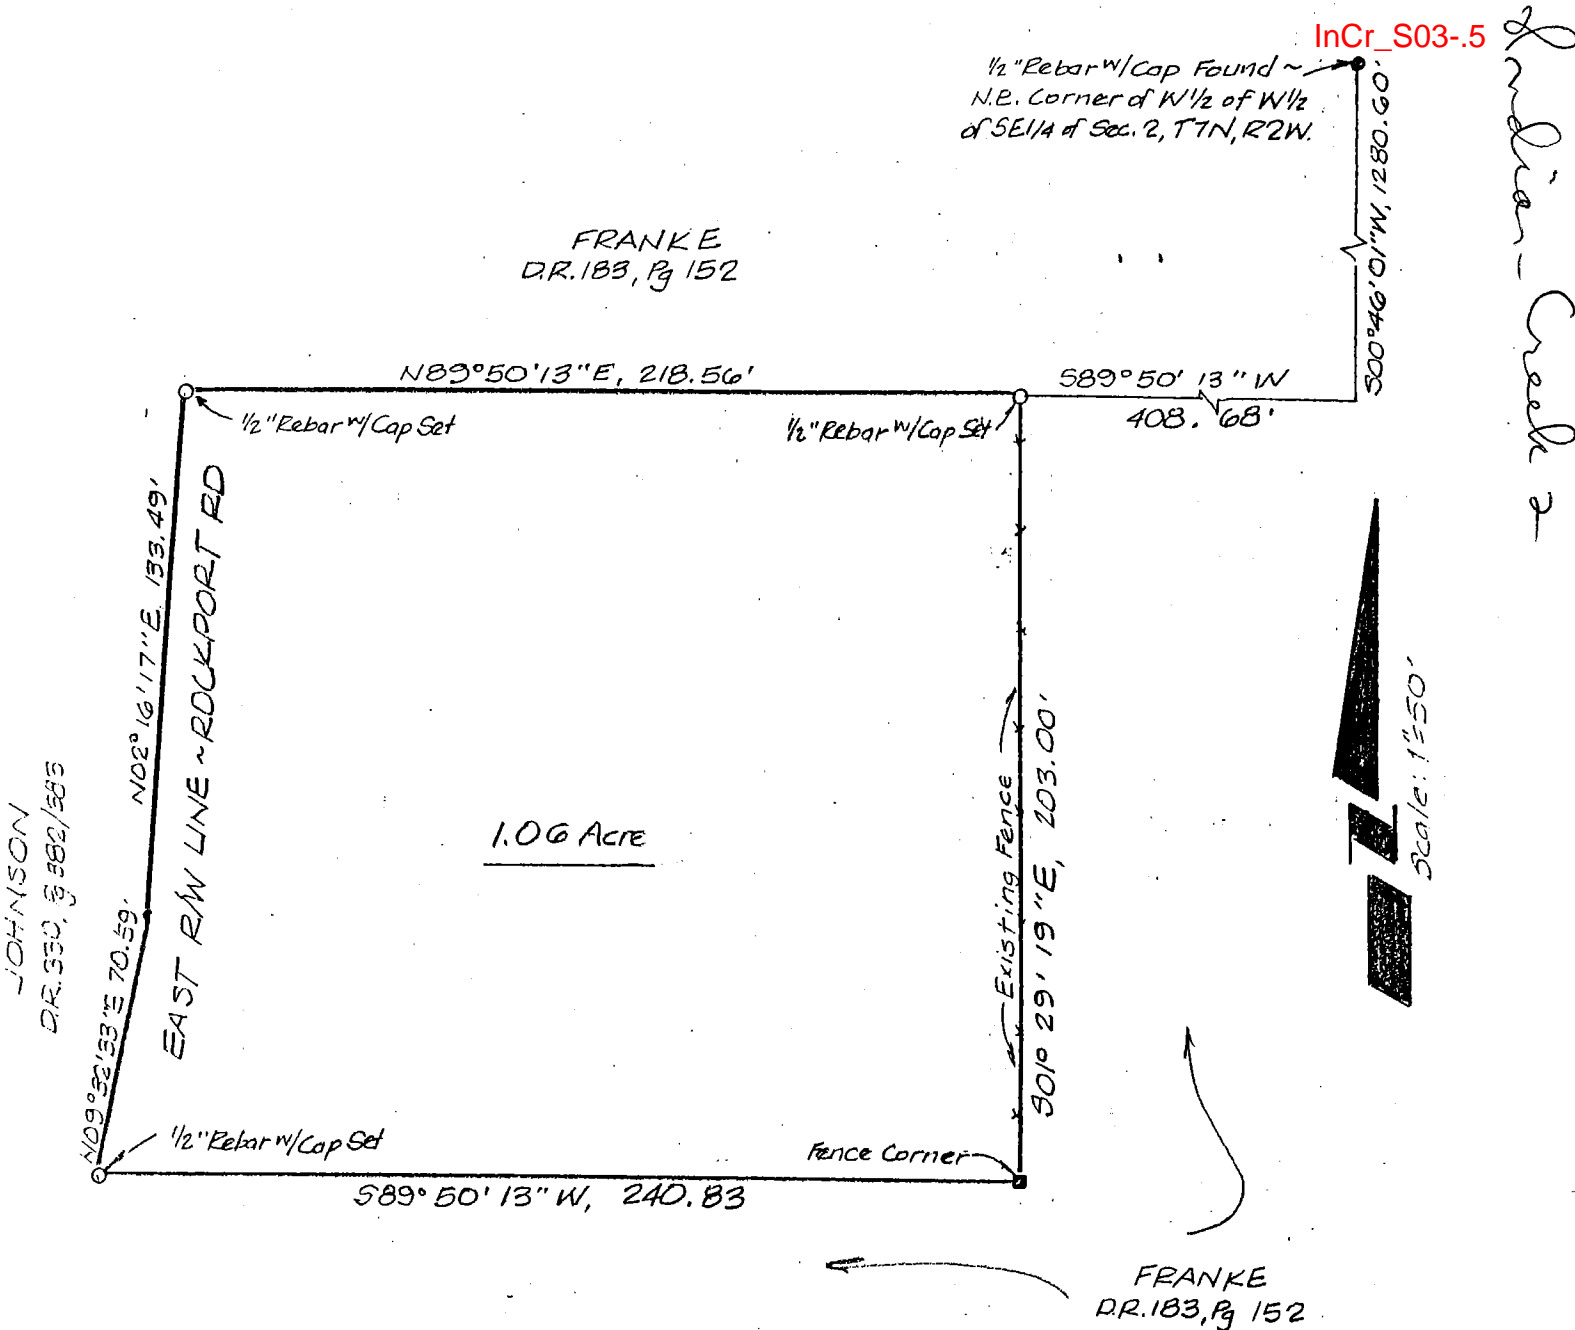 InCr_S03-.5
Indian Creek 2
1/2" Rebar w/Cap Found ~
N.E. Corner of W1/2 of W1/2
of SE1/4 of Sec. 2, T7N, R2W.
S00°46'01"W, 1280.60'
FRANKE
D.R. 183, Pg 152
N89°50'13"E, 218.56'
S89°50'13"W
408.68'
1/2" Rebar w/Cap Set
1/2" Rebar w/Cap Set
N02°16'17"E 133.49'
EAST R/W LINE ~ ROCKPORT RD
Existing Fence
S01°29'19"E, 203.00'
Scale: 1"=50'
1.06 Acre
JOHNSON
D.R. 330, Pg 382/383
N09°32'33"E 70.59'
1/2" Rebar w/Cap Set
Fence Corner
S89°50'13"W, 240.83
FRANKE
D.R. 183, Pg 152